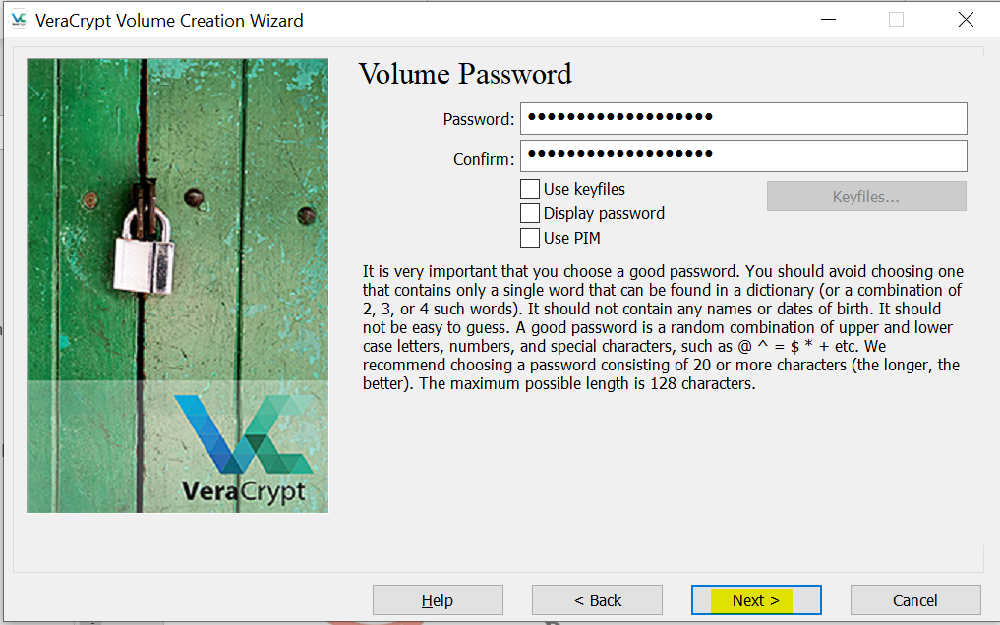 VeraCrypt Volume Creation Wizard
Volume Password
Password: ●●●●●●●●●●●●●●●●●●●
Confirm: ●●●●●●●●●●●●●●●●●●●
Use keyfiles
Keyfiles...
Display password
Use PIM
It is very important that you choose a good password. You should avoid choosing one
that contains only a single word that can be found in a dictionary (or a combination of
2, 3, or 4 such words). It should not contain any names or dates of birth. It should
not be easy to guess. A good password is a random combination of upper and lower
case letters, numbers, and special characters, such as @ ^ = $ * + etc. We
recommend choosing a password consisting of 20 or more characters (the longer, the
better). The maximum possible length is 128 characters.
VeraCrypt
Help
< Back
Next >
Cancel